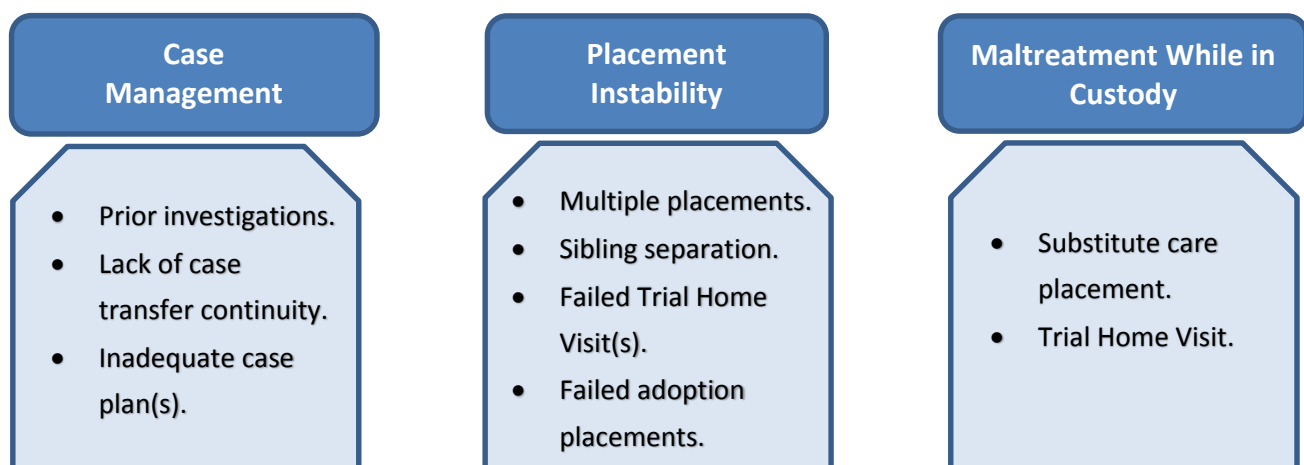 Case
Management
• Prior investigations.
• Lack of case
transfer continuity.
• Inadequate case
plan(s).
Placement
Instability
• Multiple placements.
• Sibling separation.
• Failed Trial Home
Visit(s).
• Failed adoption
placements.
Maltreatment While in
Custody
• Substitute care
placement.
• Trial Home Visit.